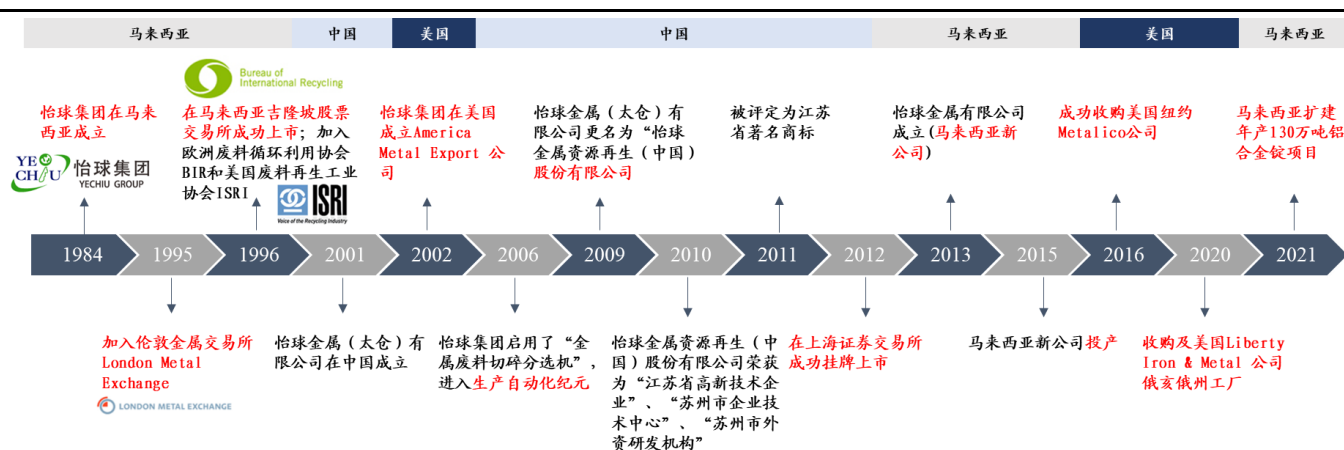 马来西亚
中国
美国
中国
马来西亚
美国
马来西亚
怡球集团在马来
西亚成立
YE CHIU
怡球集团
YECHIU GROUP
Bureau of
International Recycling
在马来西亚吉隆坡股票
交易所成功上市；加入
欧洲废料循环利用协会
BIR和美国废料再生工业
协会ISRI
ISRI
Voice of the Recycling Industry
怡球集团在美国
成立America
Metal Export 公
司
怡球金属（太仓）有
限公司更名为“怡球
金属资源再生（中国）
股份有限公司
被评定为江苏
省著名商标
怡球金属有限公司
成立(马来西亚新
公司)
成功收购美国纽约
Metalico公司
马来西亚扩建
年产130万吨铝
合金锭项目
1984
1995
1996
2001
2002
2006
2009
2010
2011
2012
2013
2015
2016
2020
2021
加入伦敦金属交易所
London Metal
Exchange
LONDON METAL EXCHANGE
怡球金属（太仓）有
限公司在中国成立
怡球集团启用了“金
属废料切碎分选机”，
进入生产自动化纪元
怡球金属资源再生（中
国）股份有限公司荣获
为“江苏省高新技术企
业”、“苏州市企业技
术中心”、“苏州市外
资研发机构”
在上海证券交易所
成功挂牌上市
马来西亚新公司投产
收购及美国Liberty
Iron & Metal 公司
俄亥俄州工厂